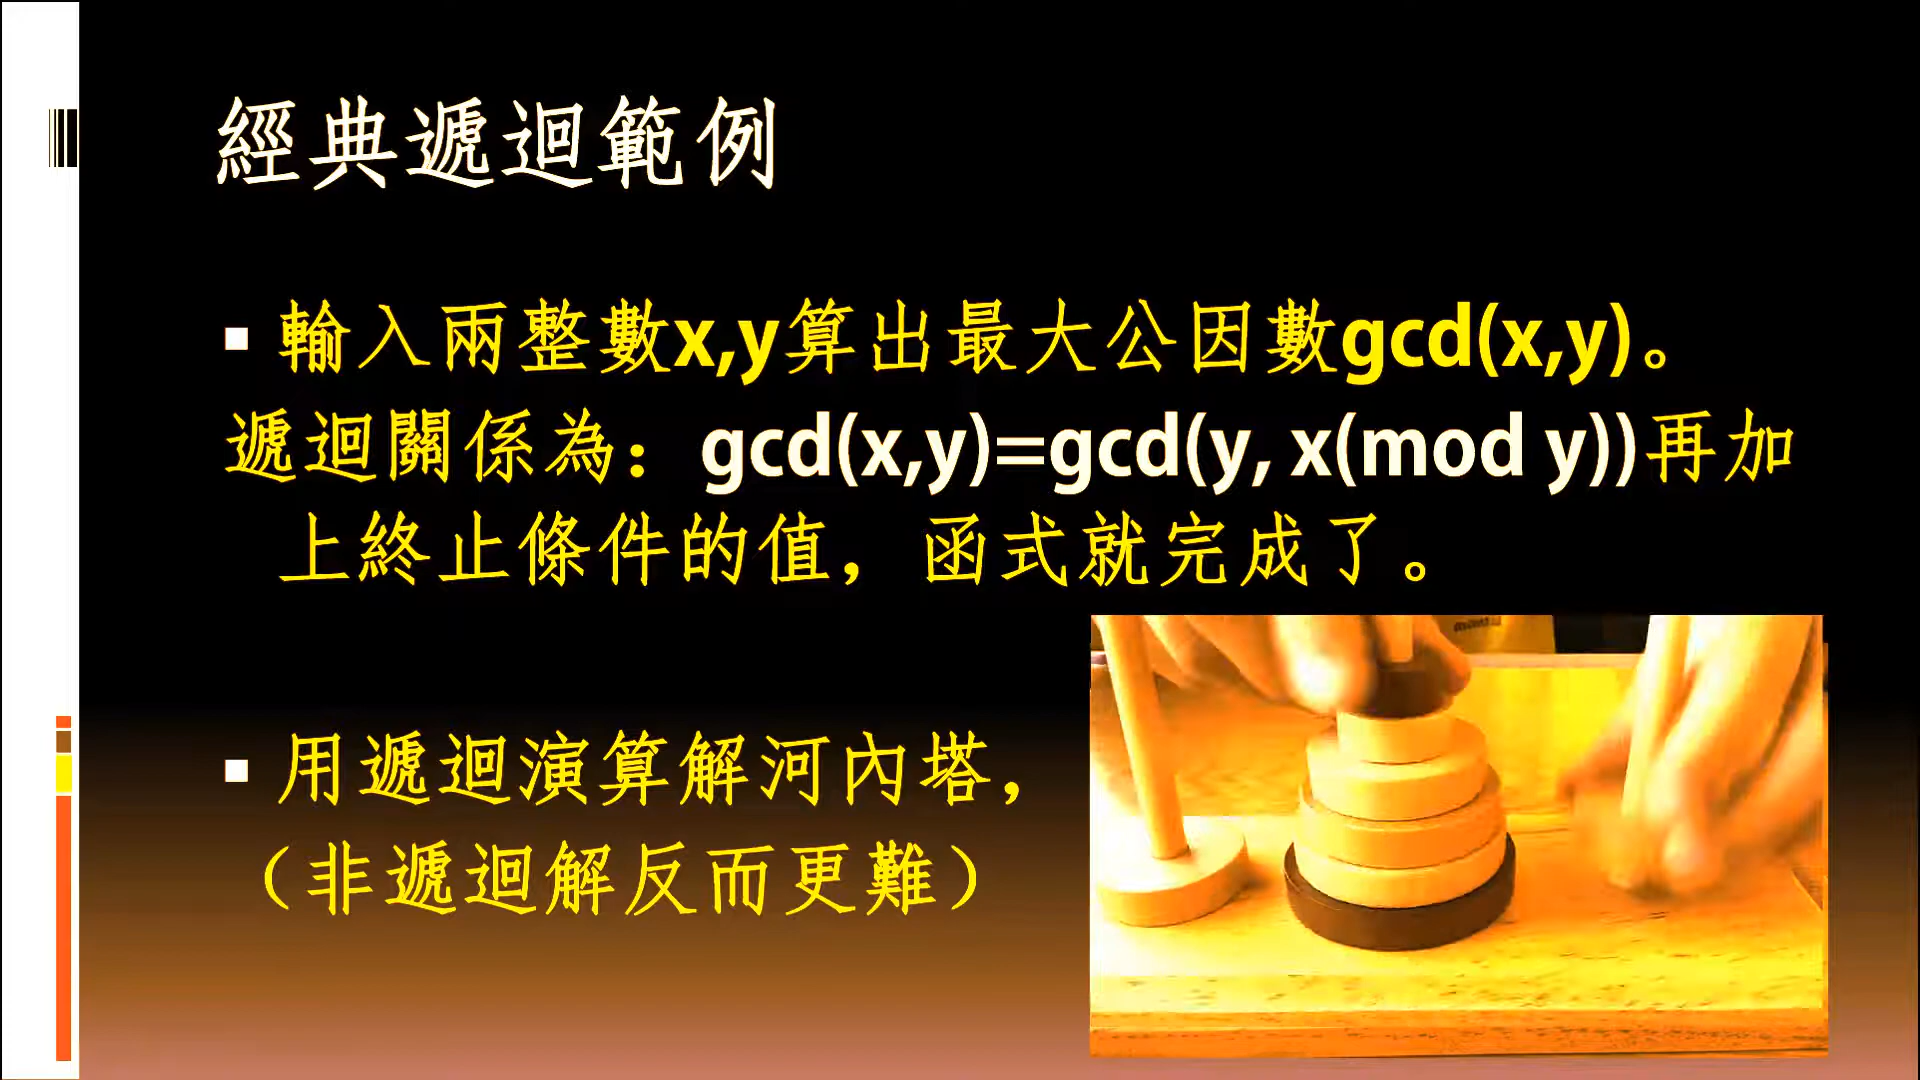 經典遞迴範例
輸入兩整數x,y算出最大公因數gcd(x,y)。
遞迴關係為：gcd(x,y)=gcd(y, x(mod y))再加
上終止條件的值，函式就完成了。
用遞迴演算解河內塔，
（非遞迴解反而更難）